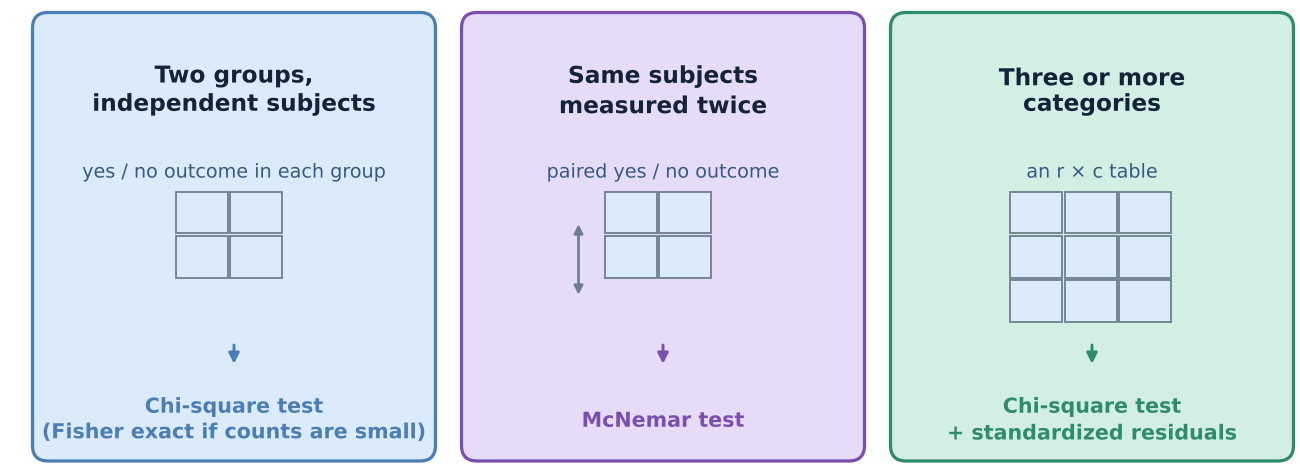 Two groups,
independent subjects
yes / no outcome in each group
Chi-square test
(Fisher exact if counts are small)
Same subjects
measured twice
paired yes / no outcome
McNemar test
Three or more
categories
an r × c table
Chi-square test
+ standardized residuals